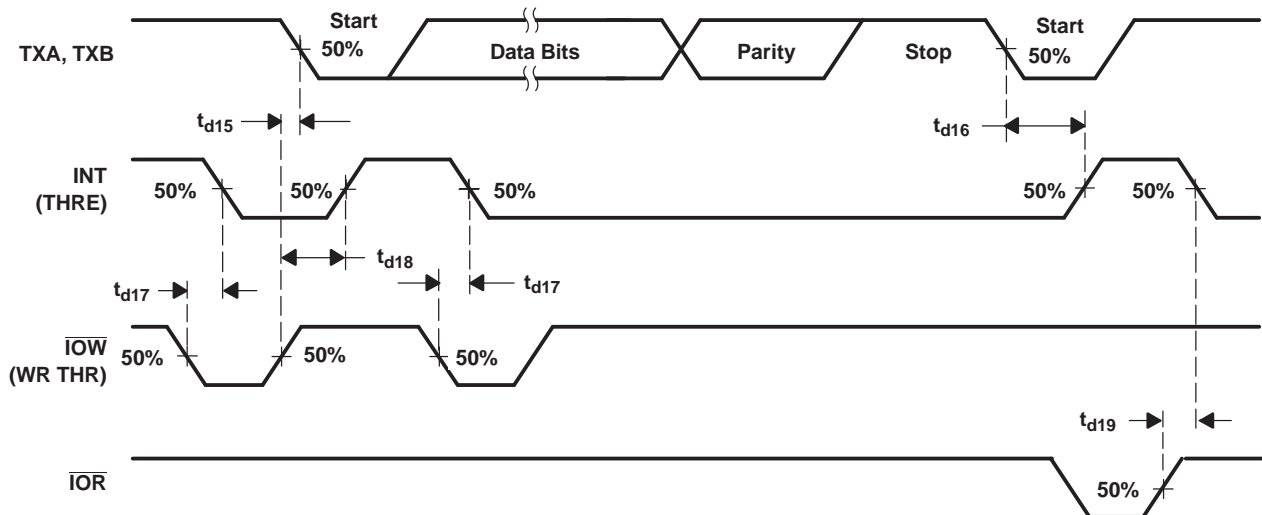 Start
Start
TXA, TXB
50%
Data Bits
Parity
Stop
50%
td15
td16
INT
(THRE)
50%
50%
50%
50%
50%
td18
td17
td17
IOW
(WR THR)
50%
50%
50%
td19
IOR
50%